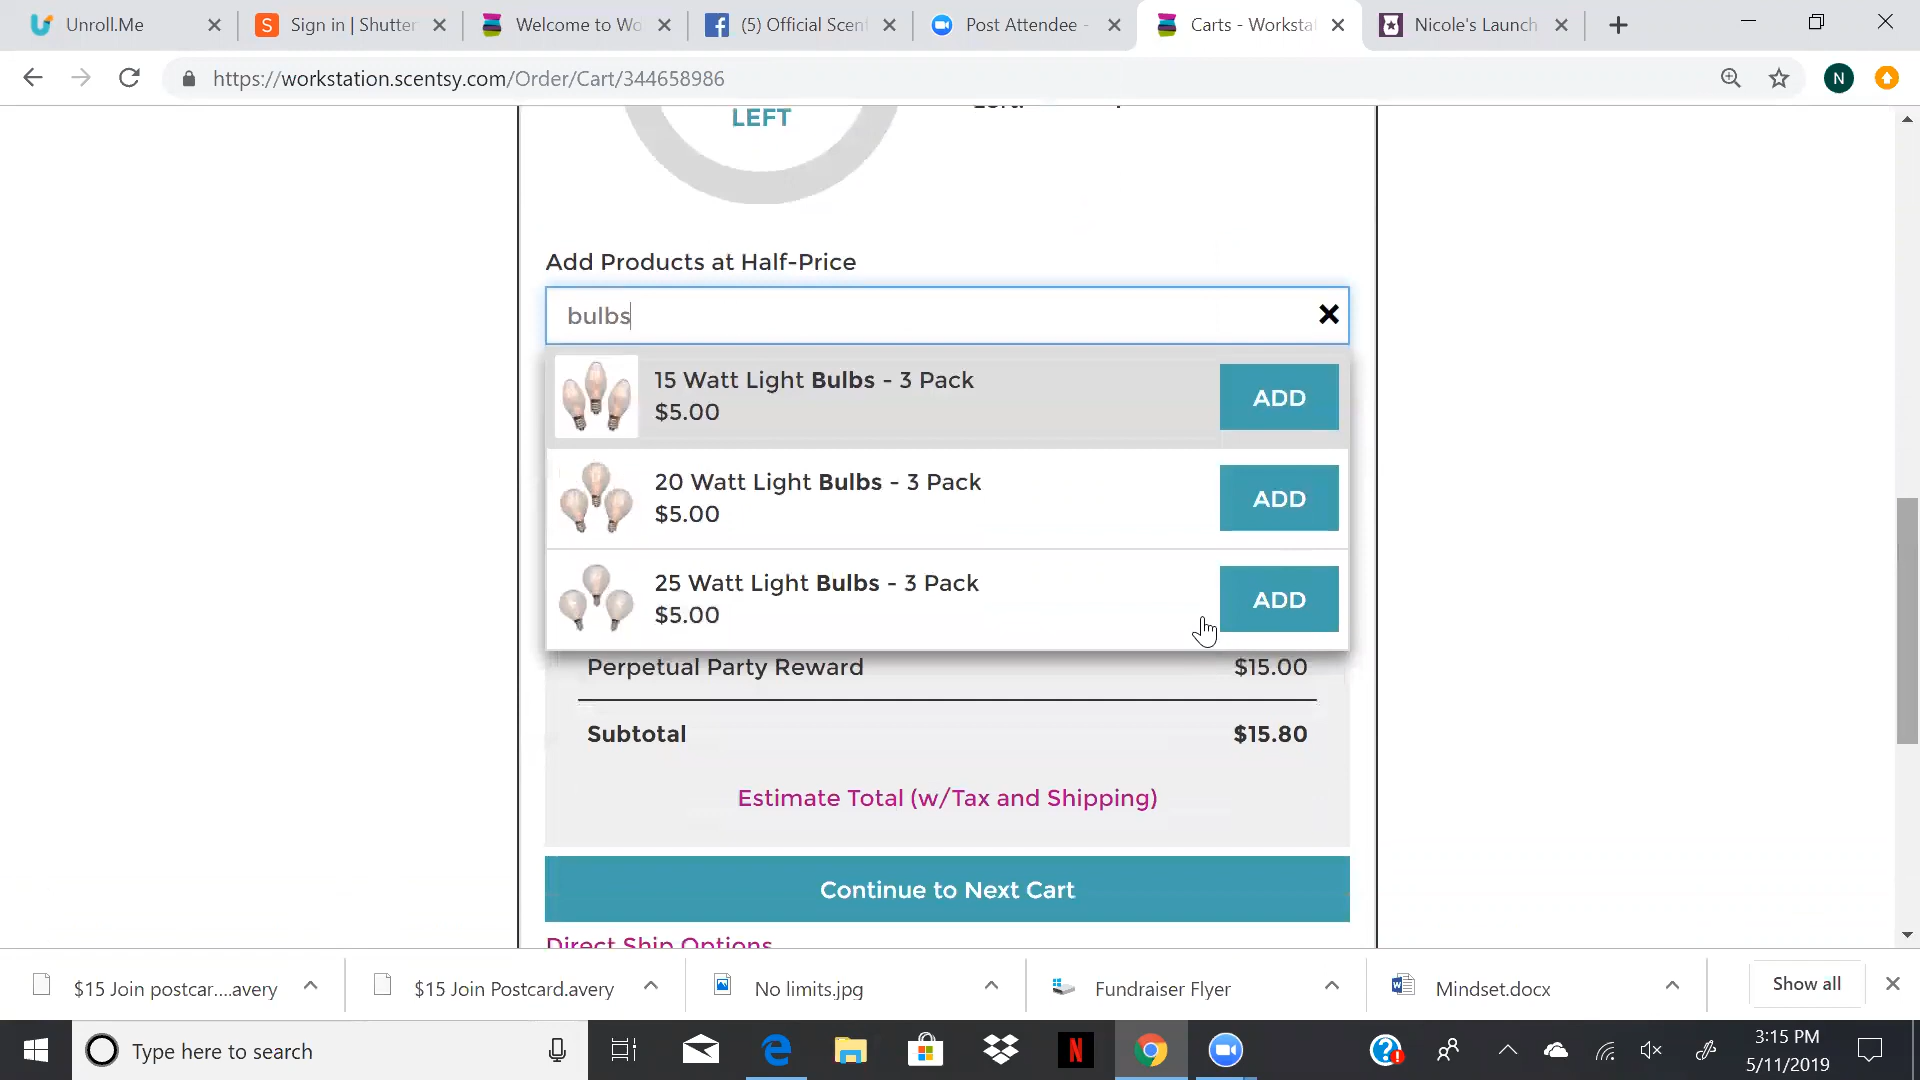 Unroll.Me
Sign in | Shutter
Welcome to Wo
(5) Official Scen
Post Attendee -
Carts - Worksta
Nicole's Launch
https://workstation.scentsy.com/Order/Cart/344658986
N
LEFT
Add Products at Half-Price
bulbs
15 Watt Light Bulbs - 3 Pack
$5.00
ADD
20 Watt Light Bulbs - 3 Pack
$5.00
ADD
25 Watt Light Bulbs - 3 Pack
$5.00
ADD
Perpetual Party Reward $15.00
Subtotal $15.80
Estimate Total (w/Tax and Shipping)
Continue to Next Cart
Direct Ship Options
$15 Join postcar....avery
$15 Join Postcard.avery
No limits.jpg
Fundraiser Flyer
Mindset.docx
Show all
Type here to search
3:15 PM
5/11/2019